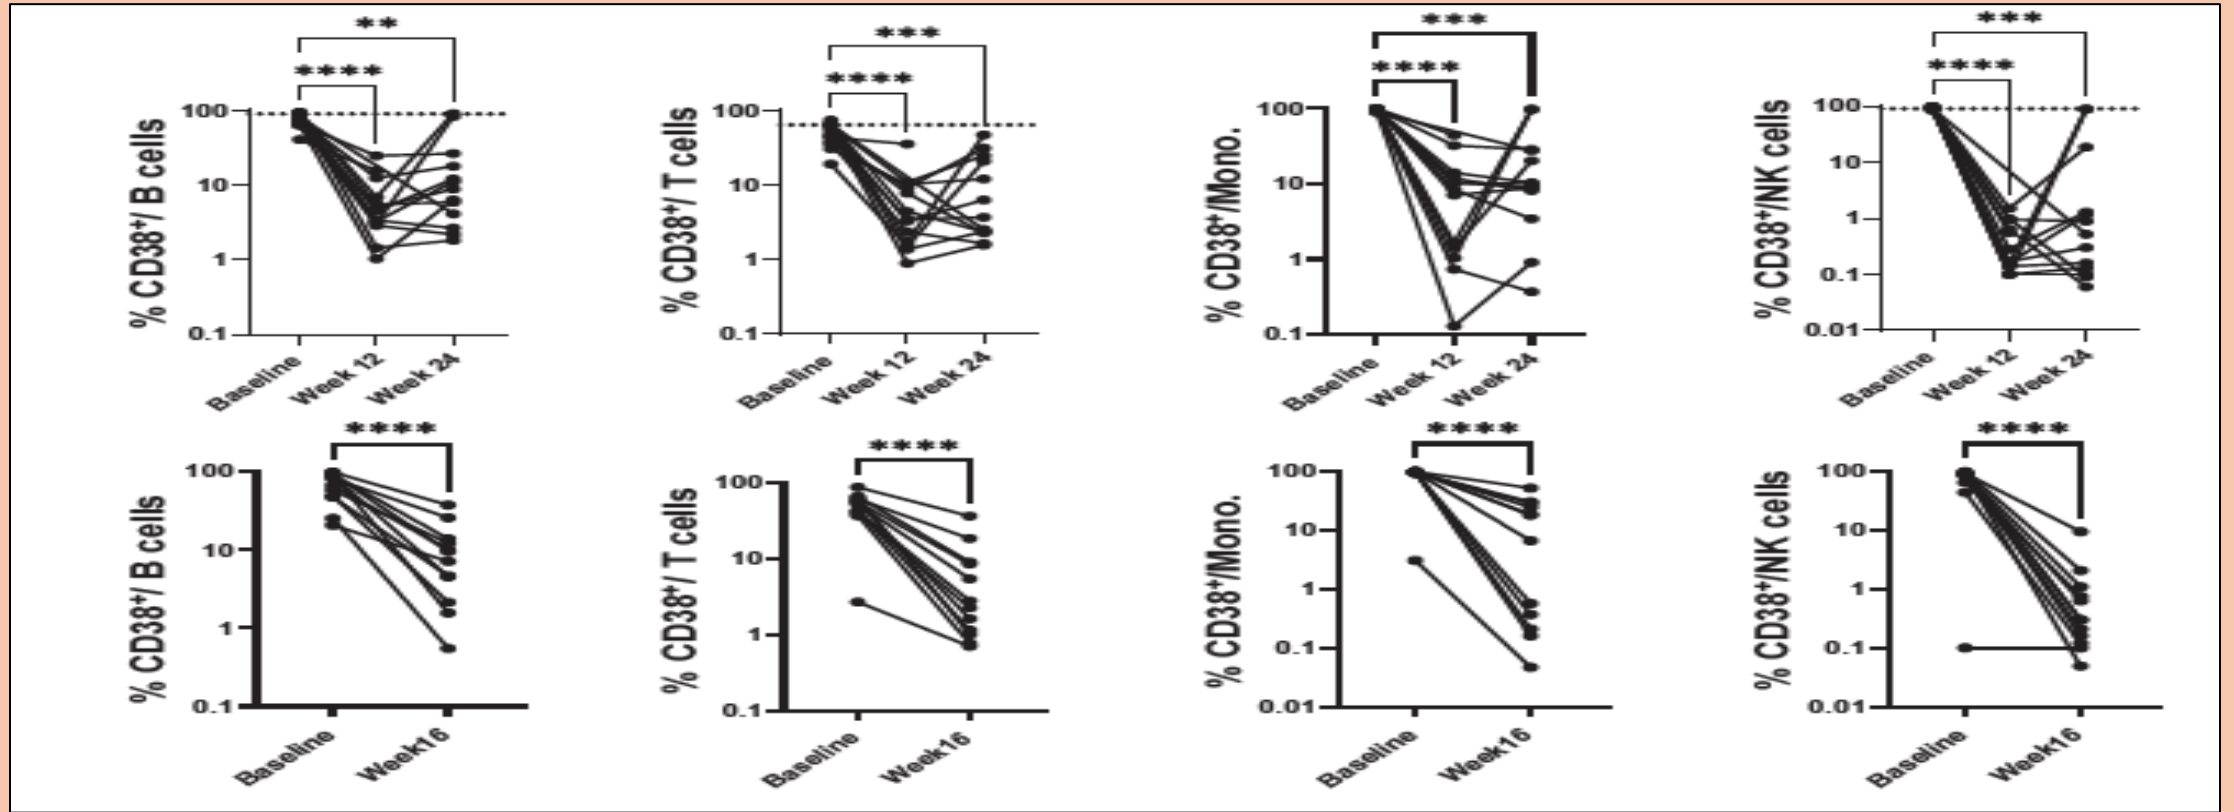 **
****
% CD38+/ B cells
100
10
1
0.1
Baseline
Week 12
Week 24
***
****
% CD38+/ T cells
100
10
1
0.1
Baseline
Week 12
Week 24
***
****
% CD38+/Mono.
100
10
1
0.1
Baseline
Week 12
Week 24
***
****
% CD38+/NK cells
100
10
1
0.1
0.01
Baseline
Week 12
Week 24
****
% CD38+/ B cells
100
10
1
0.1
Baseline
Week16
****
% CD38+/ T cells
100
10
1
0.1
Baseline
Week16
****
% CD38+/Mono.
100
10
1
0.1
0.01
Baseline
Week16
****
% CD38+/NK cells
100
10
1
0.1
0.01
Baseline
Week16